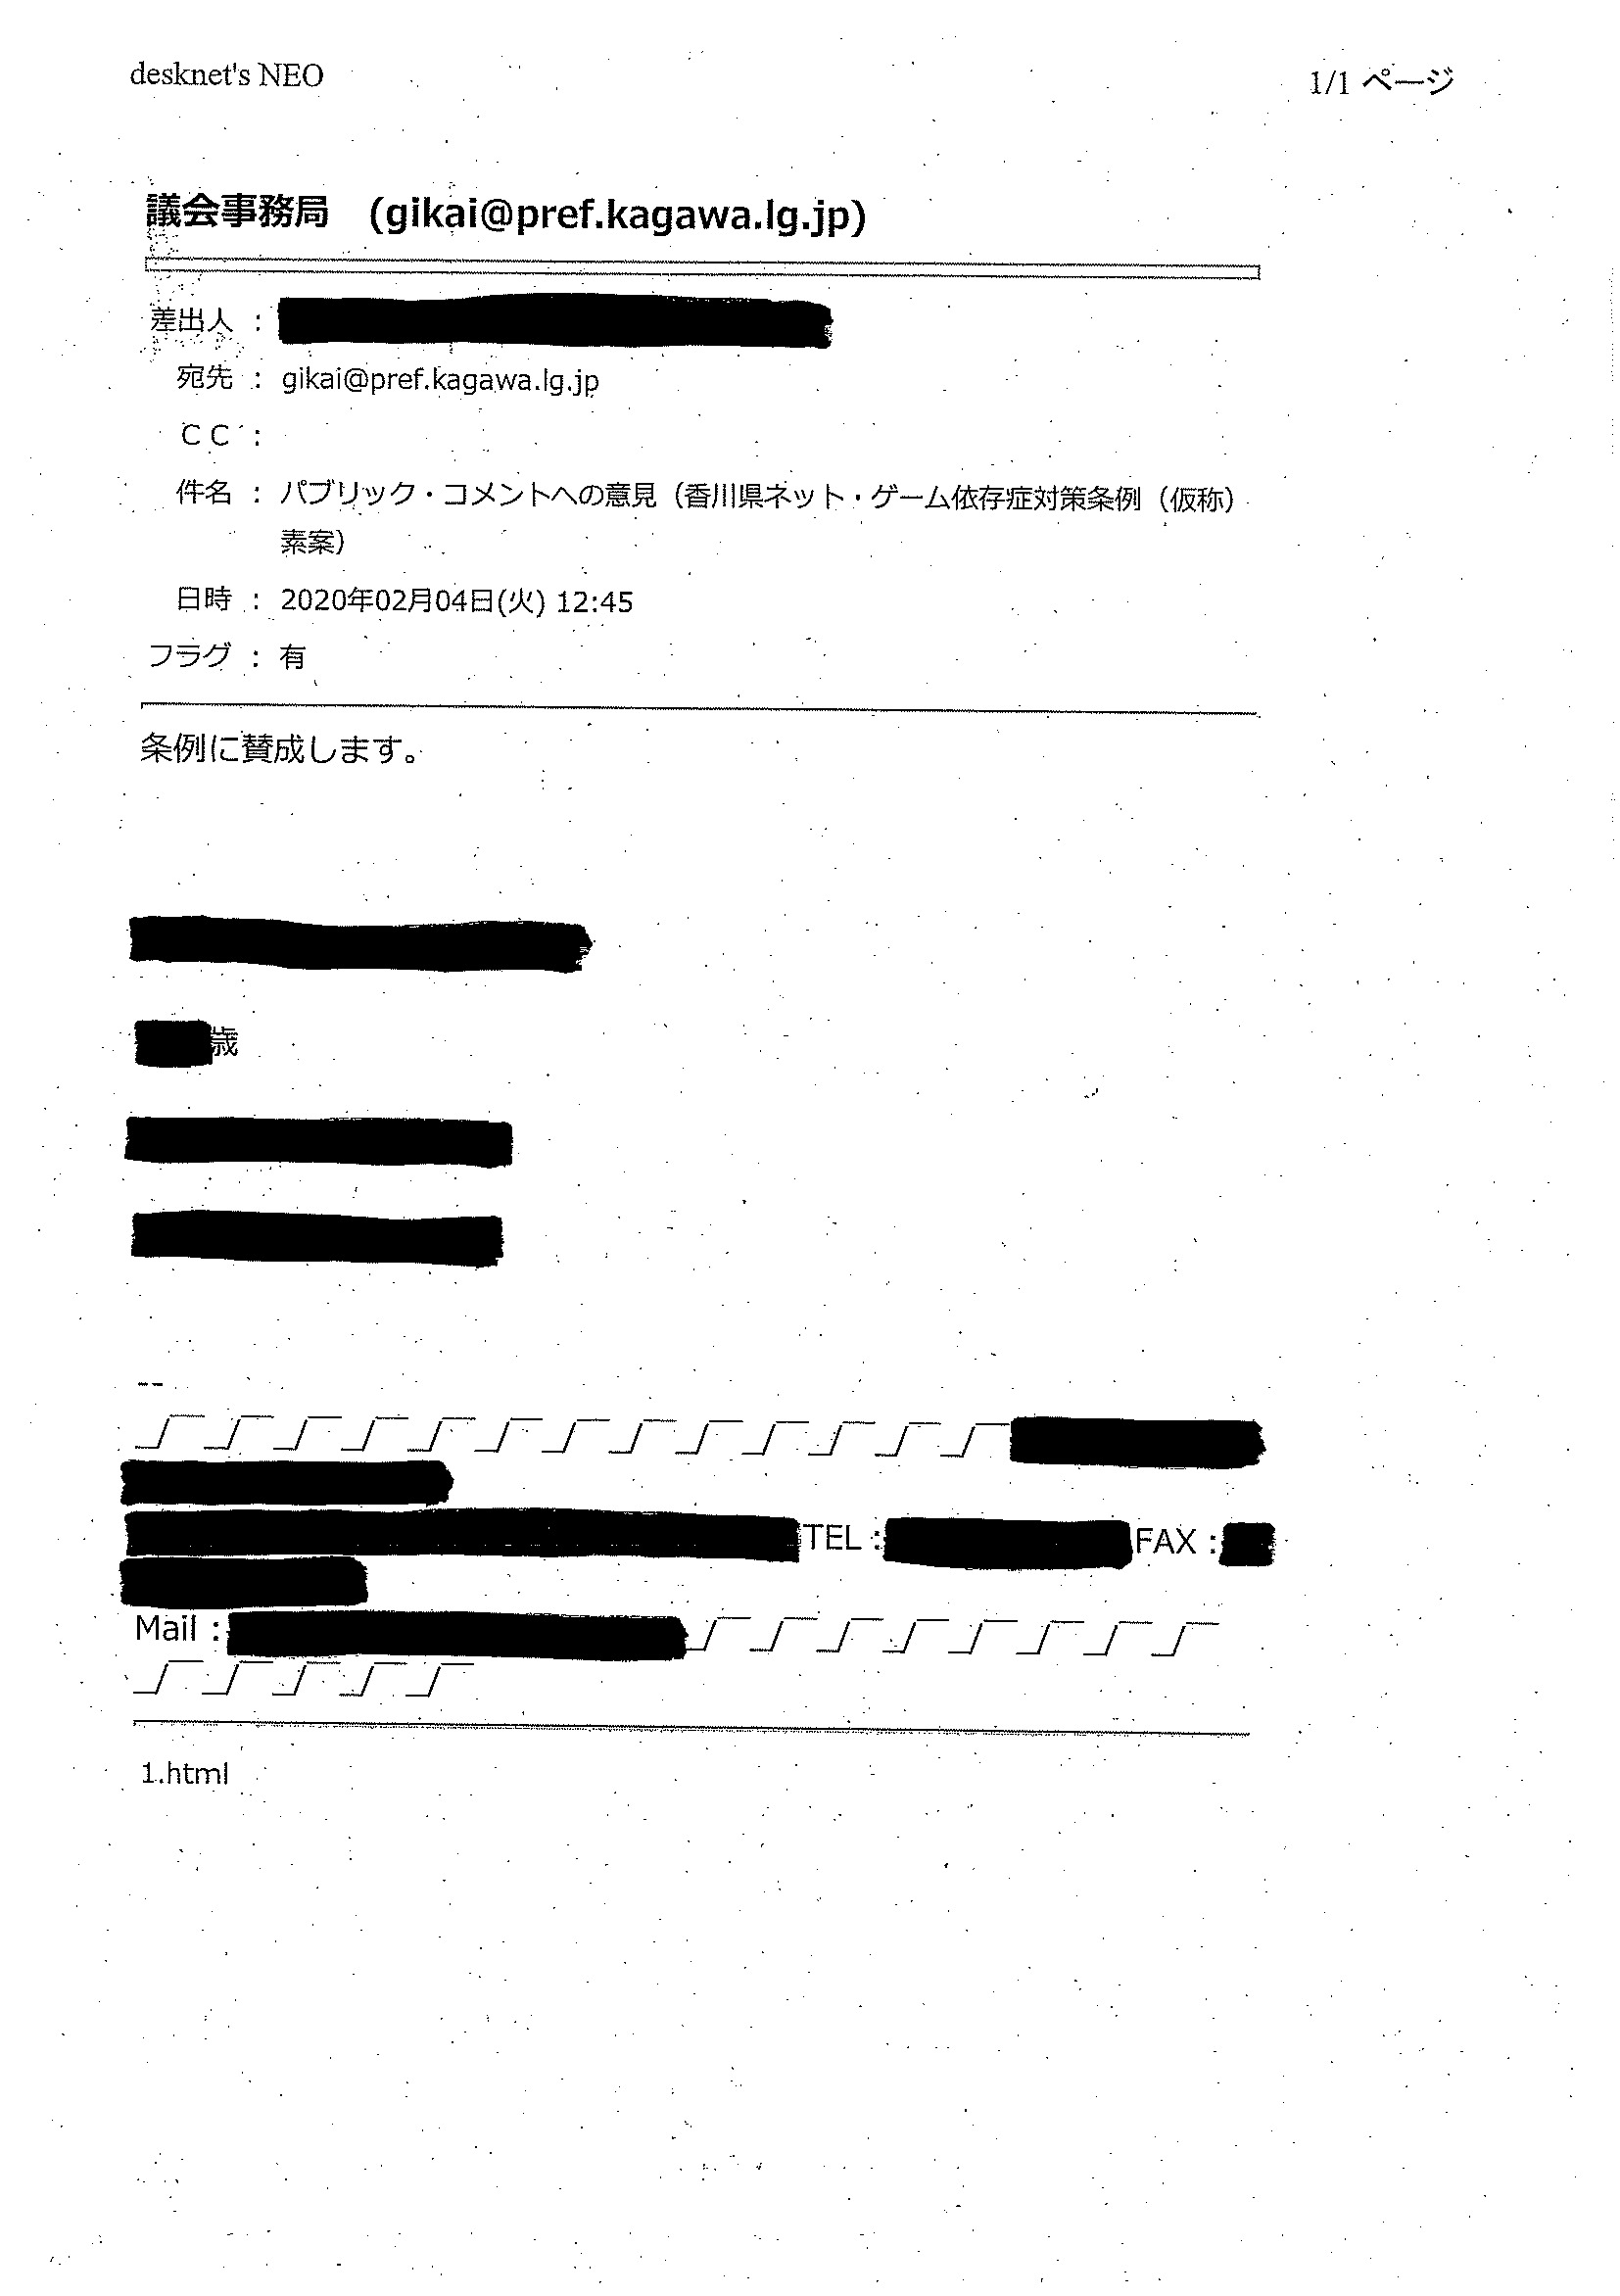 desknet's NEO
1/1 ページ
議会事務局 (gikai@pref.kagawa.lg.jp)
差出人 :
宛先 : gikai@pref.kagawa.lg.jp
CC :
件名 : パブリック・コメントへの意見（香川県ネット・ゲーム依存症対策条例（仮称）
素案）
日時 : 2020年02月04日(火) 12:45
フラグ : 有
条例に賛成します。
歳
--
TEL : FAX :
Mail :
1.html